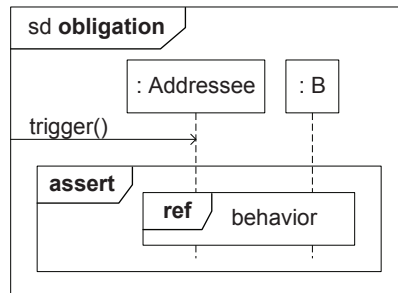 sd obligation
: Addressee
: B
trigger()
assert
ref
behavior